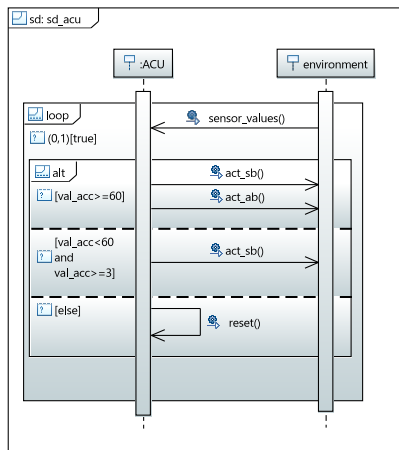 sd: sd_acu
:ACU
environment
loop
sensor_values()
(0,1)[true]
alt
act_sb()
[val_acc>=60]
act_ab()
[val_acc<60
and
val_acc>=3]
act_sb()
[else]
reset()